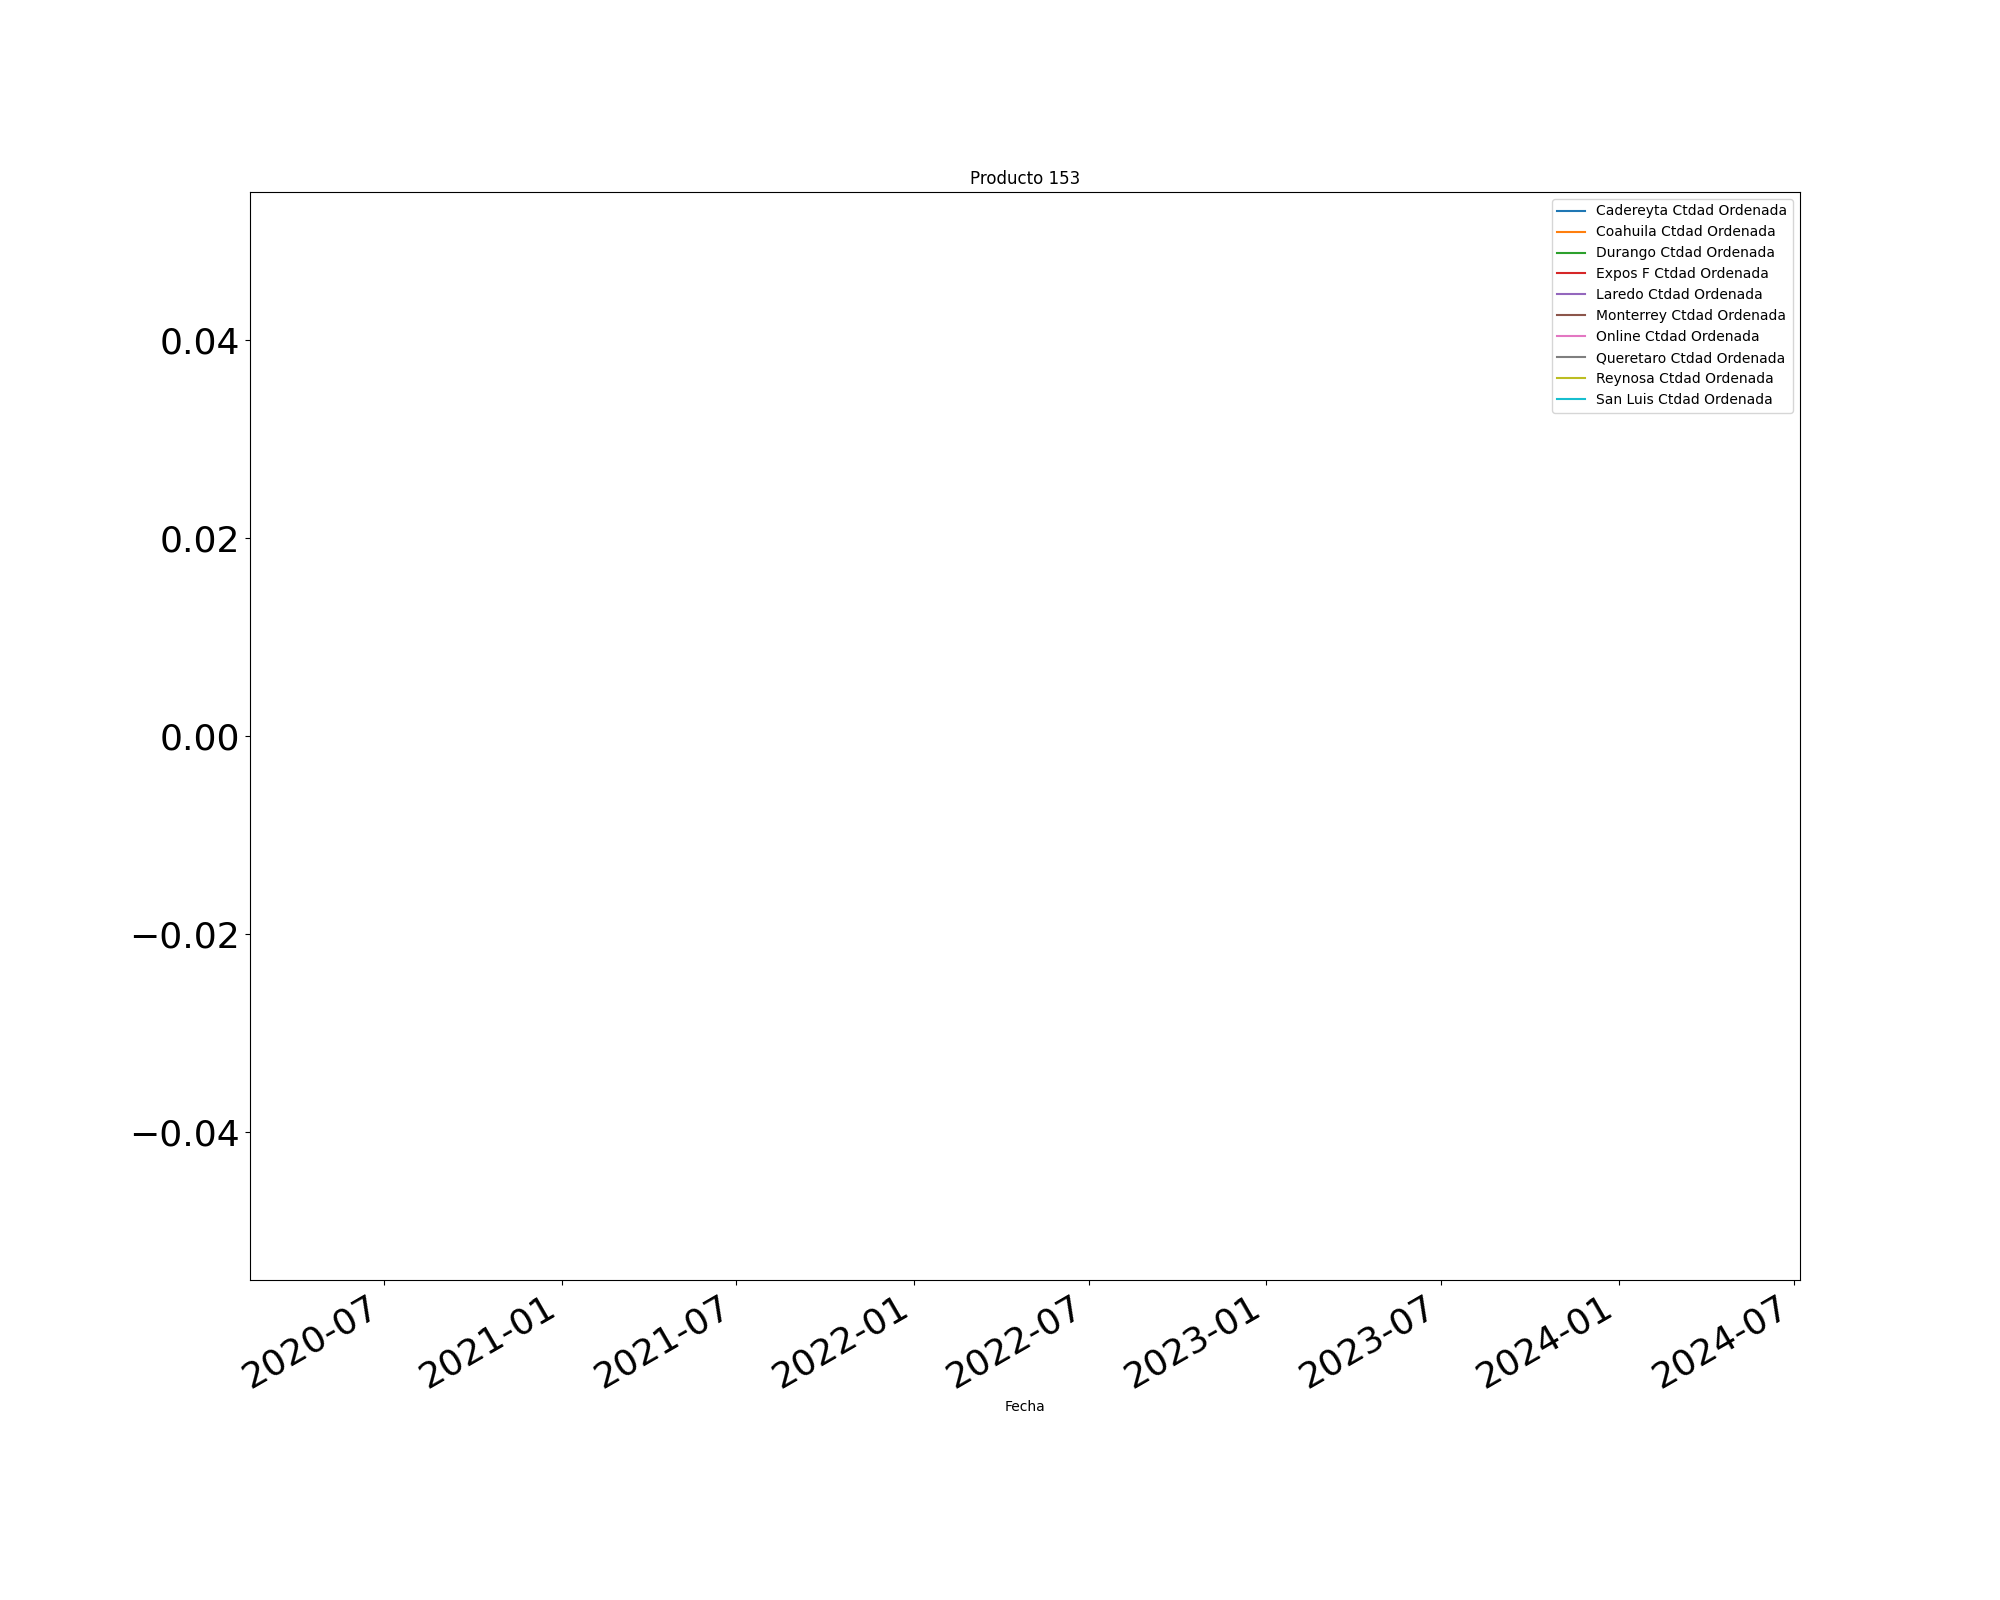 Producto 153
Cadereyta Ctdad Ordenada
Coahuila Ctdad Ordenada
Durango Ctdad Ordenada
Expos F Ctdad Ordenada
Laredo Ctdad Ordenada
Monterrey Ctdad Ordenada
Online Ctdad Ordenada
Queretaro Ctdad Ordenada
Reynosa Ctdad Ordenada
San Luis Ctdad Ordenada
0.04
0.02
0.00
−0.02
−0.04
2020-07
2021-01
2021-07
2022-01
2022-07
2023-01
2023-07
2024-01
2024-07
Fecha